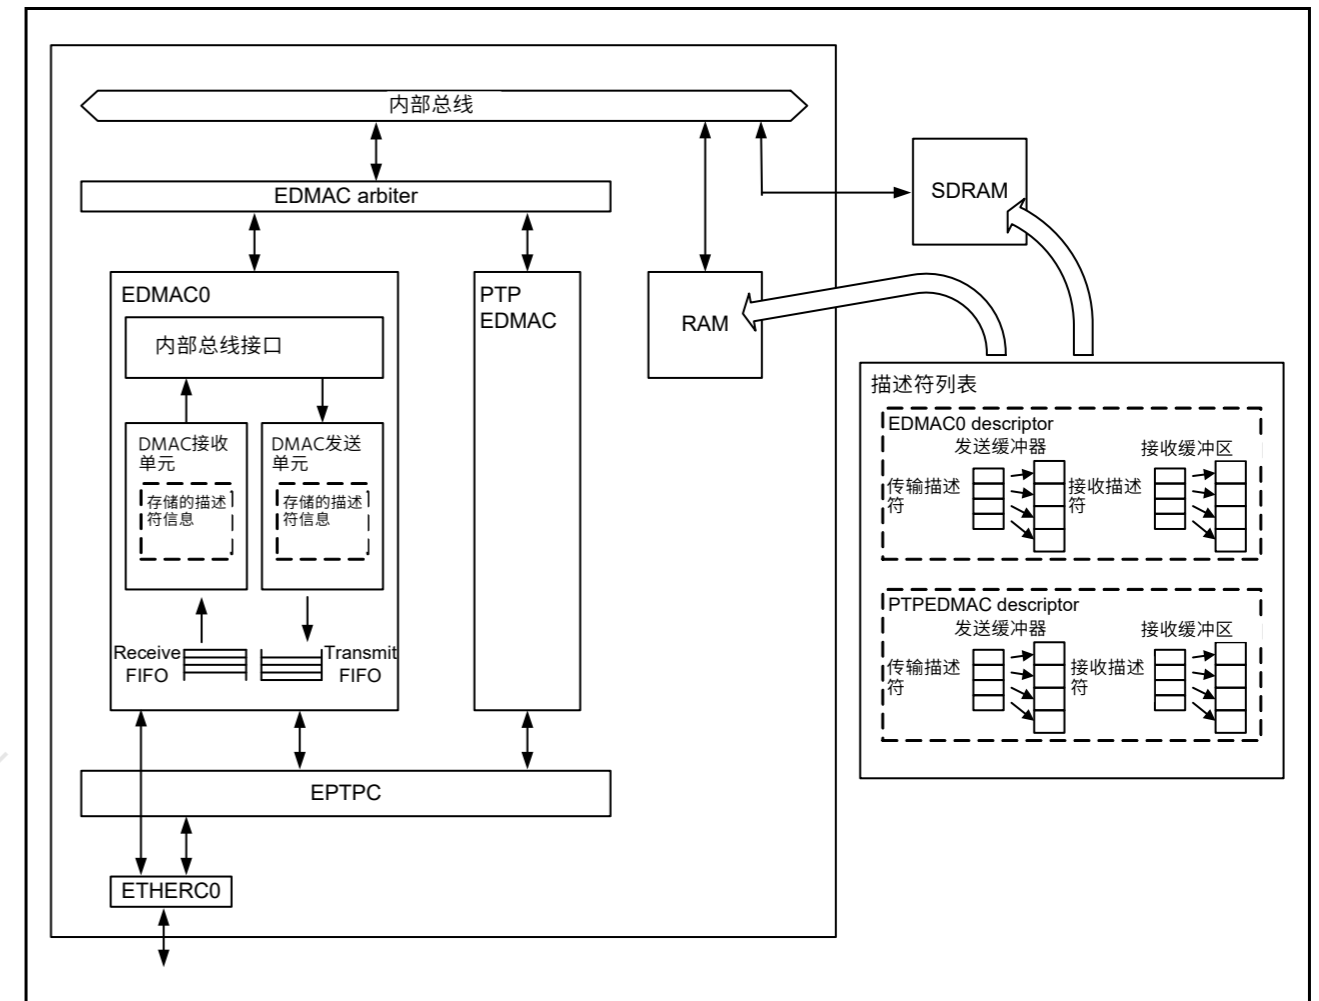 内部总线
EDMAC arbiter
SDRAM
EDMAC0
内部总线接口
DMAC接收
单元
存储的描述
符信息
DMAC发送
单元
存储的描述
符信息
Receive
FIFO
Transmit
FIFO
PTP
EDMAC
RAM
EPTPC
ETHERC0
描述符列表
EDMAC0 descriptor
发送缓冲器
接收缓冲区
传输描述
符
接收描述
符
PTPEDMAC descriptor
发送缓冲器
接收缓冲区
传输描述
符
接收描述
符